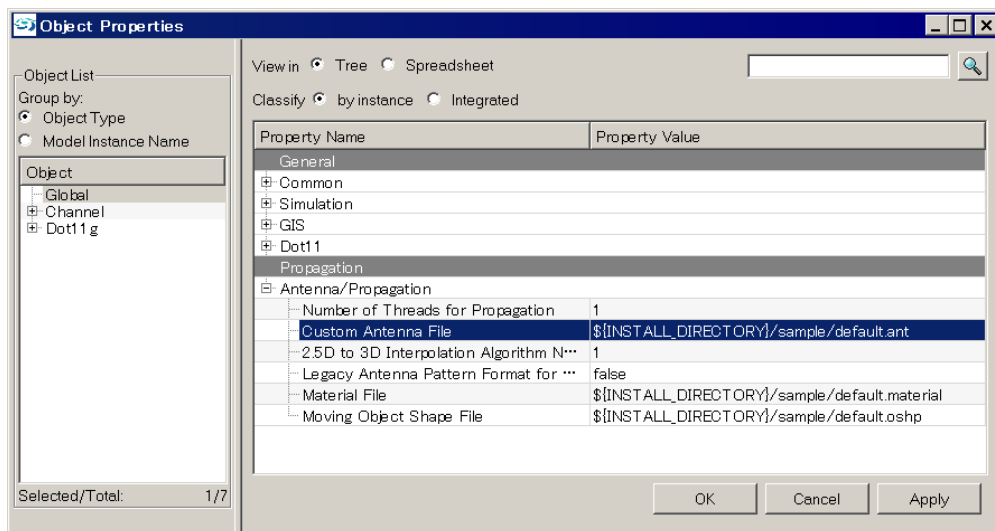 Object Properties
Object List
Group by:
Object Type
Model Instance Name
Object
Global
Channel
Dot11g
Selected/Total: 1/7
View in Tree Spreadsheet
Classify by instance Integrated
Property Name Property Value
General
Common
Simulation
GIS
Dot11
Propagation
Antenna/Propagation
Number of Threads for Propagation 1
Custom Antenna File ${INSTALL_DIRECTORY}/sample/default.ant
2.5D to 3D Interpolation Algorithm N··· 1
Legacy Antenna Pattern Format for ··· false
Material File ${INSTALL_DIRECTORY}/sample/default.material
Moving Object Shape File ${INSTALL_DIRECTORY}/sample/default.oshp
OK Cancel Apply